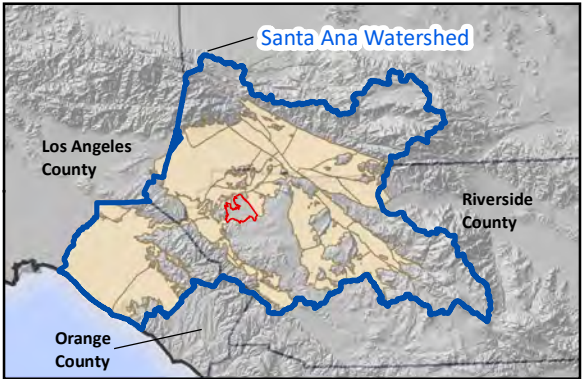 Santa Ana Watershed
Los Angeles
County
Riverside
County
Orange
County